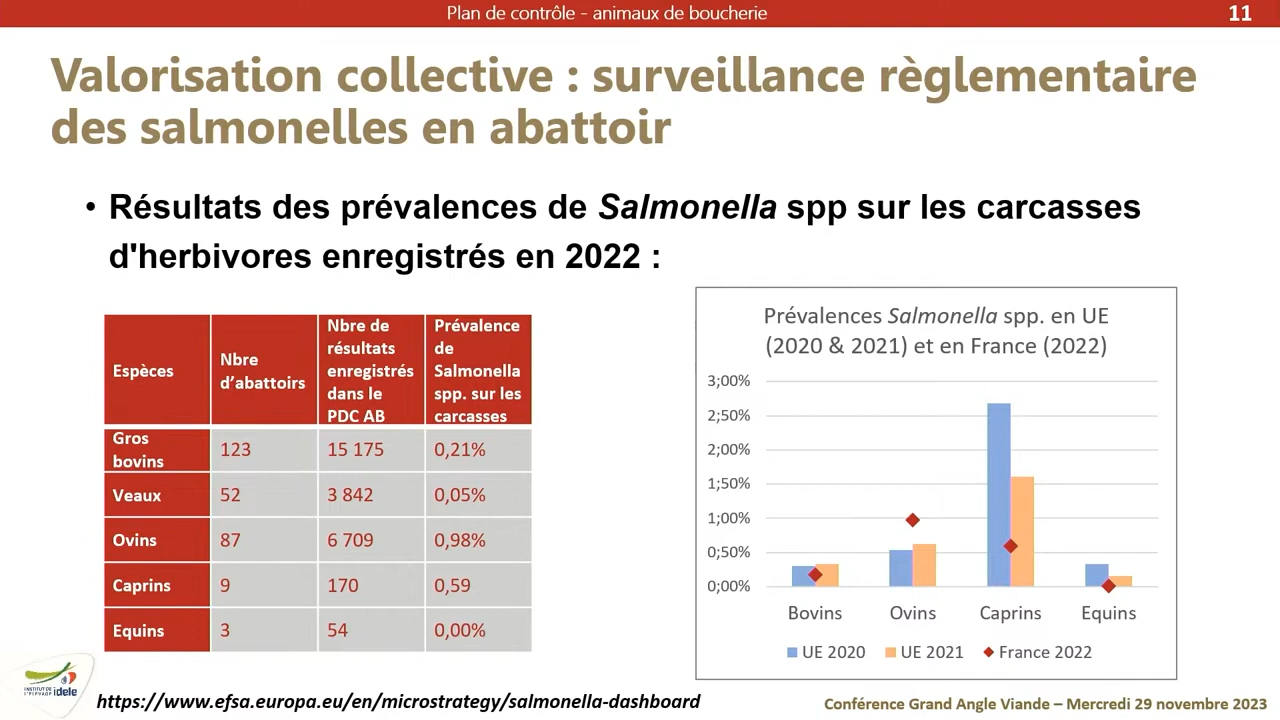 Plan de contrôle - animaux de boucherie
11
Valorisation collective : surveillance règlementaire
des salmonelles en abattoir
• Résultats des prévalences de Salmonella spp sur les carcasses
d'herbivores enregistrés en 2022 :
Espèces
Nbre
d'abattoirs
Nbre de
résultats
enregistrés
dans le
PDC AB
Prévalence
de
Salmonella
spp. sur les
carcasses
Gros
bovins
123
15 175
0,21%
Veaux
52
3 842
0,05%
Ovins
87
6 709
0,98%
Caprins
9
170
0,59
Equins
3
54
0,00%
Prévalences Salmonella spp. en UE
(2020 & 2021) et en France (2022)
3;00%
2;50%
2;00%
1;50%
1;00%
0;50%
0;00%
Bovins
Ovins
Caprins
Equins
UE 2020
UE 2021
France 2022
INSTITUT DE
L'ELEVAGE idele
https://www.efsa.europa.eu/en/microstrategy/salmonella-dashboard
Conférence Grand Angle Viande – Mercredi 29 novembre 2023